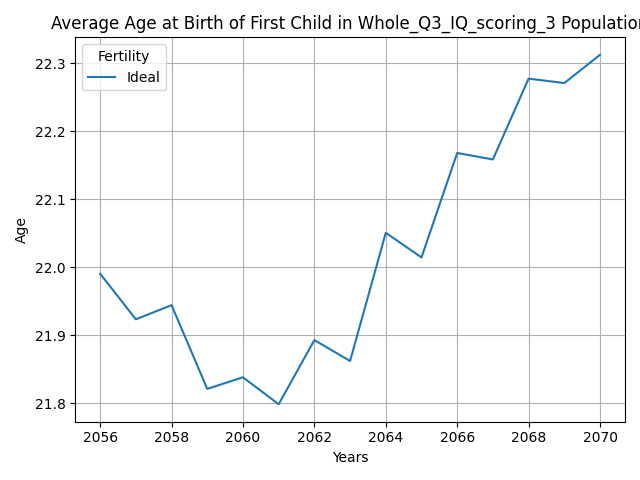 Average Age at Birth of First Child in Whole_Q3_IQ_scoring_3 Population
Fertility
Ideal
22.3
22.2
22.1
22.0
21.9
21.8
Age
2056 2058 2060 2062 2064 2066 2068 2070
Years